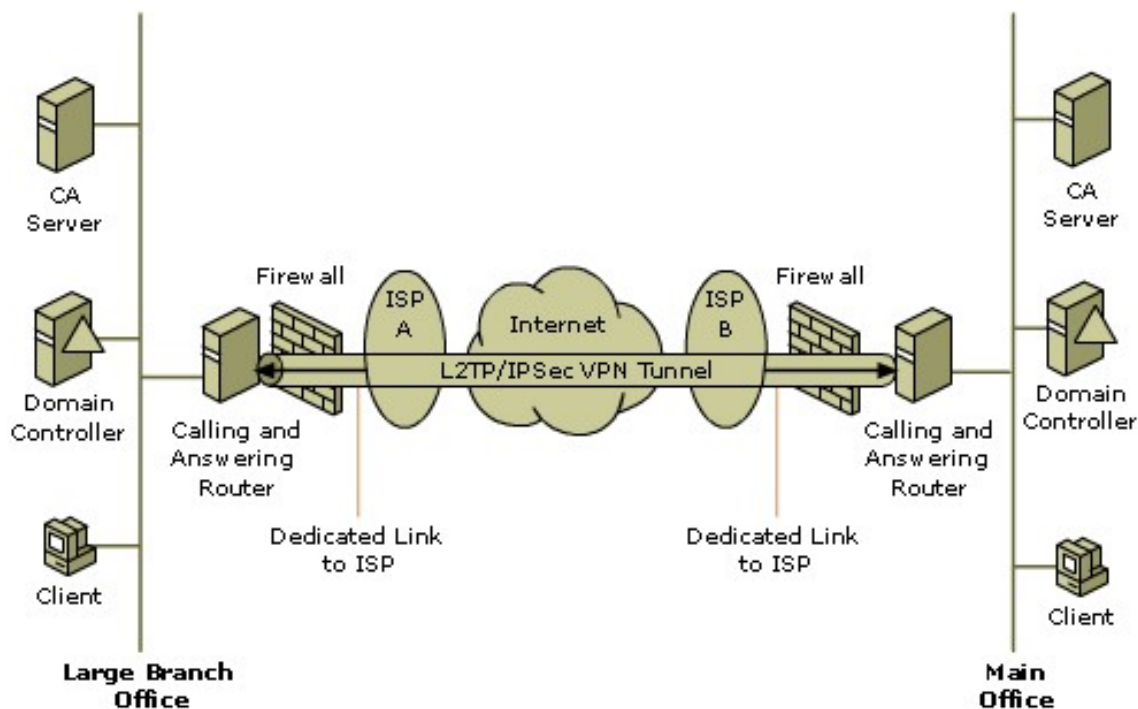 CA
Server
Domain
Controller
Client
Large Branch
Office
Calling and
Answering
Router
Firewall
Dedicated Link
to ISP
ISP
A
Internet
L2TP/IPSec VPN Tunnel
ISP
B
Firewall
Dedicated Link
to ISP
Calling and
Answering
Router
CA
Server
Domain
Controller
Client
Main
Office